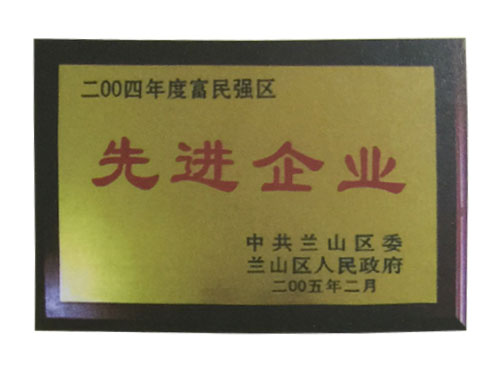 二00四年度富民强区
先进企业
中共兰山区委
兰山区人民政府
二00五年二月